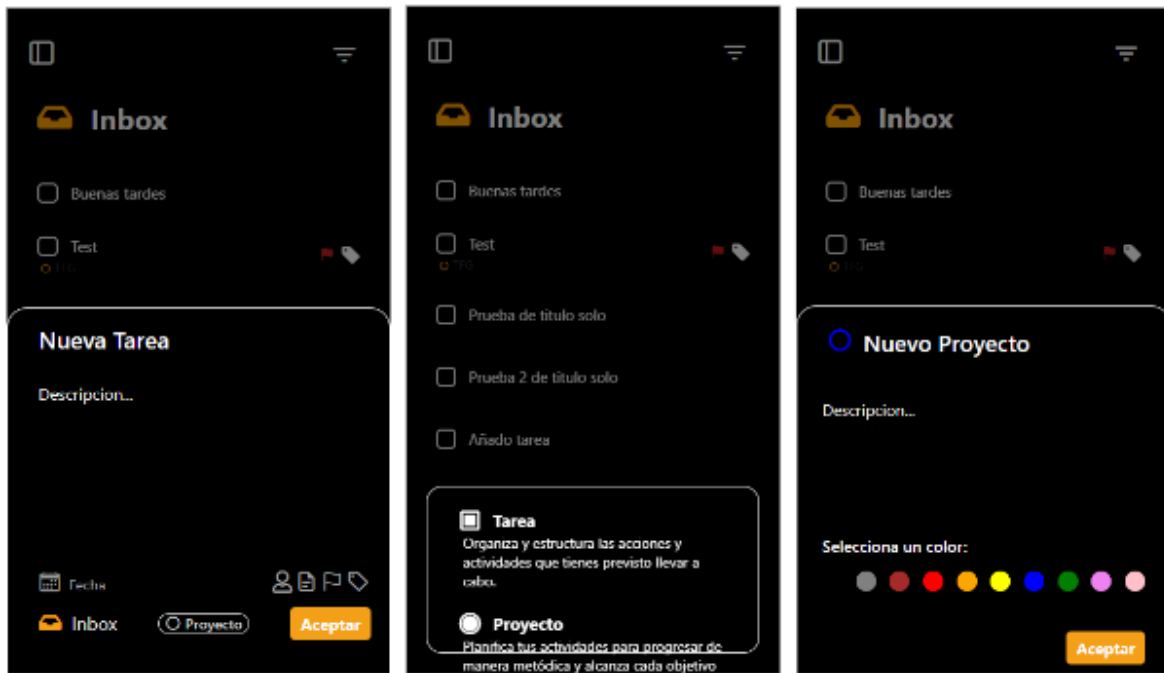 Inbox
Buenas tardes
Test
TFG
Nueva Tarea
Descripcion...
Fecha
Inbox
Proyecto
Aceptar
Inbox
Buenas tardes
Test
TFG
Prueba de titulo solo
Prueba 2 de titulo solo
Añado tarea
Tarea
Organiza y estructura las acciones y
actividades que tienes previsto llevar a
cabo.
Proyecto
Planifica tus actividades para progresar de
manera metódica y alcanza cada objetivo
Inbox
Buenas tardes
Test
TFG
Nuevo Proyecto
Descripcion...
Selecciona un color:
Aceptar